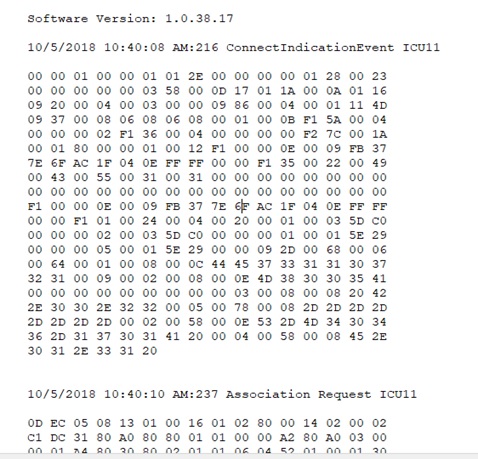 Software Version: 1.0.38.17
10/5/2018 10:40:08 AM:216 ConnectIndicationEvent ICU11
00 00 01 00 00 01 01 2E 00 00 00 00 01 28 00 23
00 00 00 00 00 03 58 00 0D 17 01 1A 00 0A 01 16
09 20 00 04 00 03 00 00 09 86 00 04 00 01 11 4D
09 37 00 08 06 08 06 08 00 01 00 0B F1 5A 00 04
00 00 00 02 F1 36 00 04 00 00 00 00 F2 7C 00 1A
00 01 80 00 00 01 00 12 F1 00 00 0E 00 09 FB 37
7E 6F AC 1F 04 0E FF FF 00 00 F1 35 00 22 00 49
00 43 00 55 00 31 00 31 00 00 00 00 00 00 00 00
00 00 00 00 00 00 00 00 00 00 00 00 00 00 00 00
F1 00 00 0E 00 09 FB 37 7E 6F AC 1F 04 0E FF FF
00 00 F1 01 00 24 00 04 00 20 00 01 00 03 5D C0
00 00 00 02 00 03 5D C0 00 00 00 01 00 01 5E 29
00 00 00 05 00 01 5E 29 00 00 09 2D 00 68 00 06
00 64 00 01 00 08 00 0C 44 45 37 33 31 31 30 37
32 31 00 09 00 02 00 08 00 0E 4D 38 30 30 35 41
00 00 00 00 00 00 00 00 00 03 00 08 00 08 20 42
2E 30 30 2E 32 32 00 05 00 78 00 08 2D 2D 2D 2D
2D 2D 2D 2D 00 02 00 58 00 0E 53 2D 4D 34 30 34
36 2D 31 37 30 31 41 20 00 04 00 58 00 08 45 2E
30 31 2E 33 31 20
10/5/2018 10:40:10 AM:237 Association Request ICU11
0D EC 05 08 13 01 00 16 01 02 80 00 14 02 00 02
C1 DC 31 80 A0 80 80 01 01 00 00 A2 80 A0 03 00
00 01 A4 80 30 80 02 01 01 06 04 52 01 00 01 30